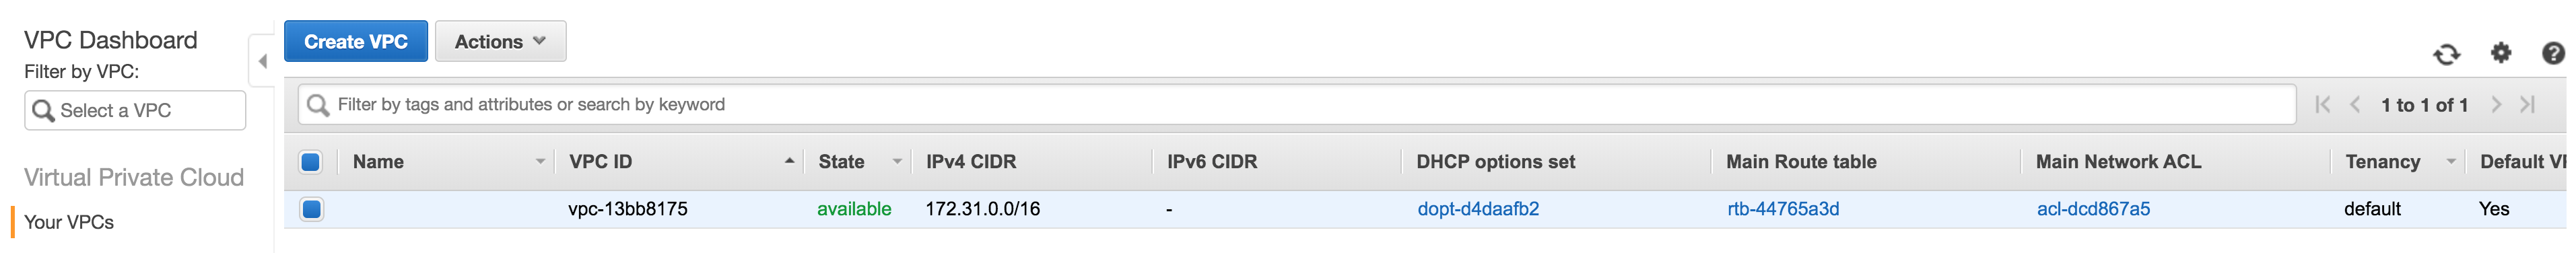 VPC Dashboard
Filter by VPC:
Select a VPC
Virtual Private Cloud
Your VPCs
Create VPC Actions
Filter by tags and attributes or search by keyword
1 to 1 of 1
Name VPC ID State IPv4 CIDR IPv6 CIDR DHCP options set Main Route table Main Network ACL Tenancy Default VP
vpc-13bb8175 available 172.31.0.0/16 - dopt-d4daafb2 rtb-44765a3d acl-dcd867a5 default Yes